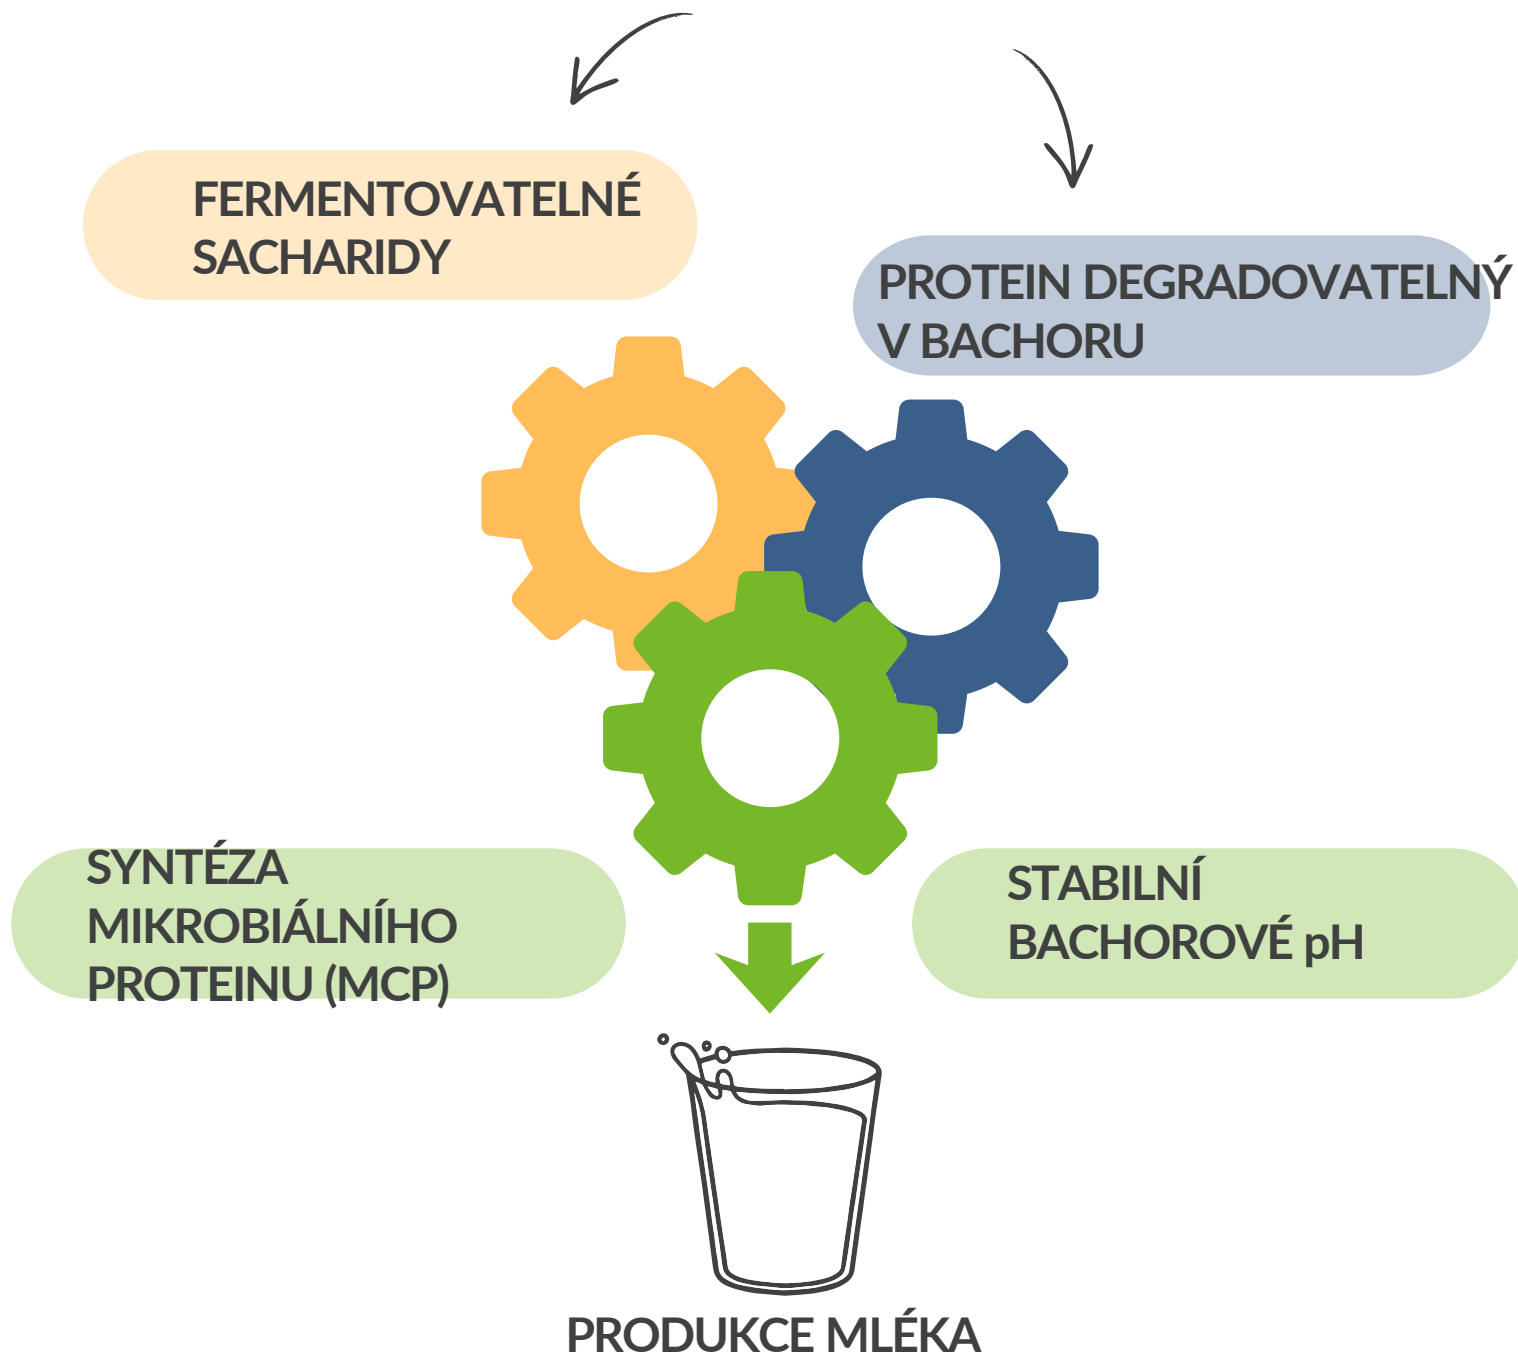 FERMENTOVATELNÉ
SACHARIDY
PROTEIN DEGRADOVATELNÝ
V BACHORU
SYNTÉZA
MIKROBIÁLNÍHO
PROTEINU (MCP)
STABILNÍ
BACHOROVÉ pH
PRODUKCE MLÉKA